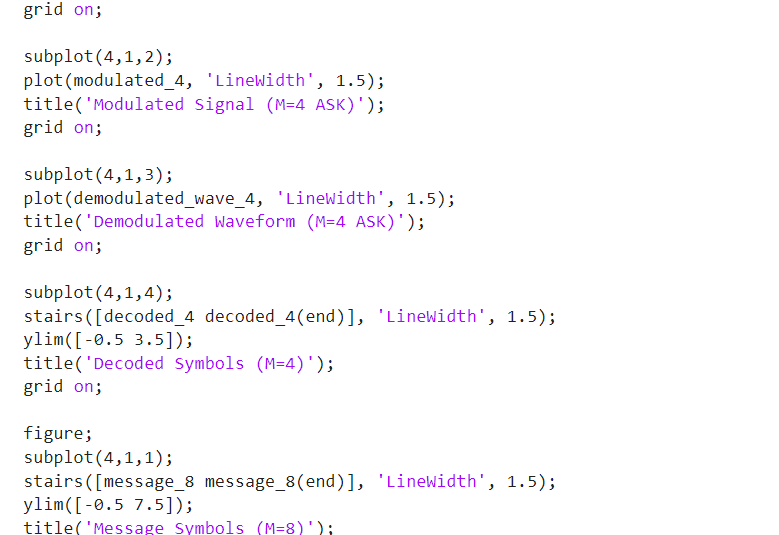 grid on;
subplot(4,1,2);
plot(modulated_4, 'LineWidth', 1.5);
title('Modulated Signal (M=4 ASK)');
grid on;
subplot(4,1,3);
plot(demodulated_wave_4, 'LineWidth', 1.5);
title('Demodulated Waveform (M=4 ASK)');
grid on;
subplot(4,1,4);
stairs([decoded_4 decoded_4(end)], 'LineWidth', 1.5);
ylim([-0.5 3.5]);
title('Decoded Symbols (M=4)');
grid on;
figure;
subplot(4,1,1);
stairs([message_8 message_8(end)], 'LineWidth', 1.5);
ylim([-0.5 7.5]);
title('Message Symbols (M=8)');